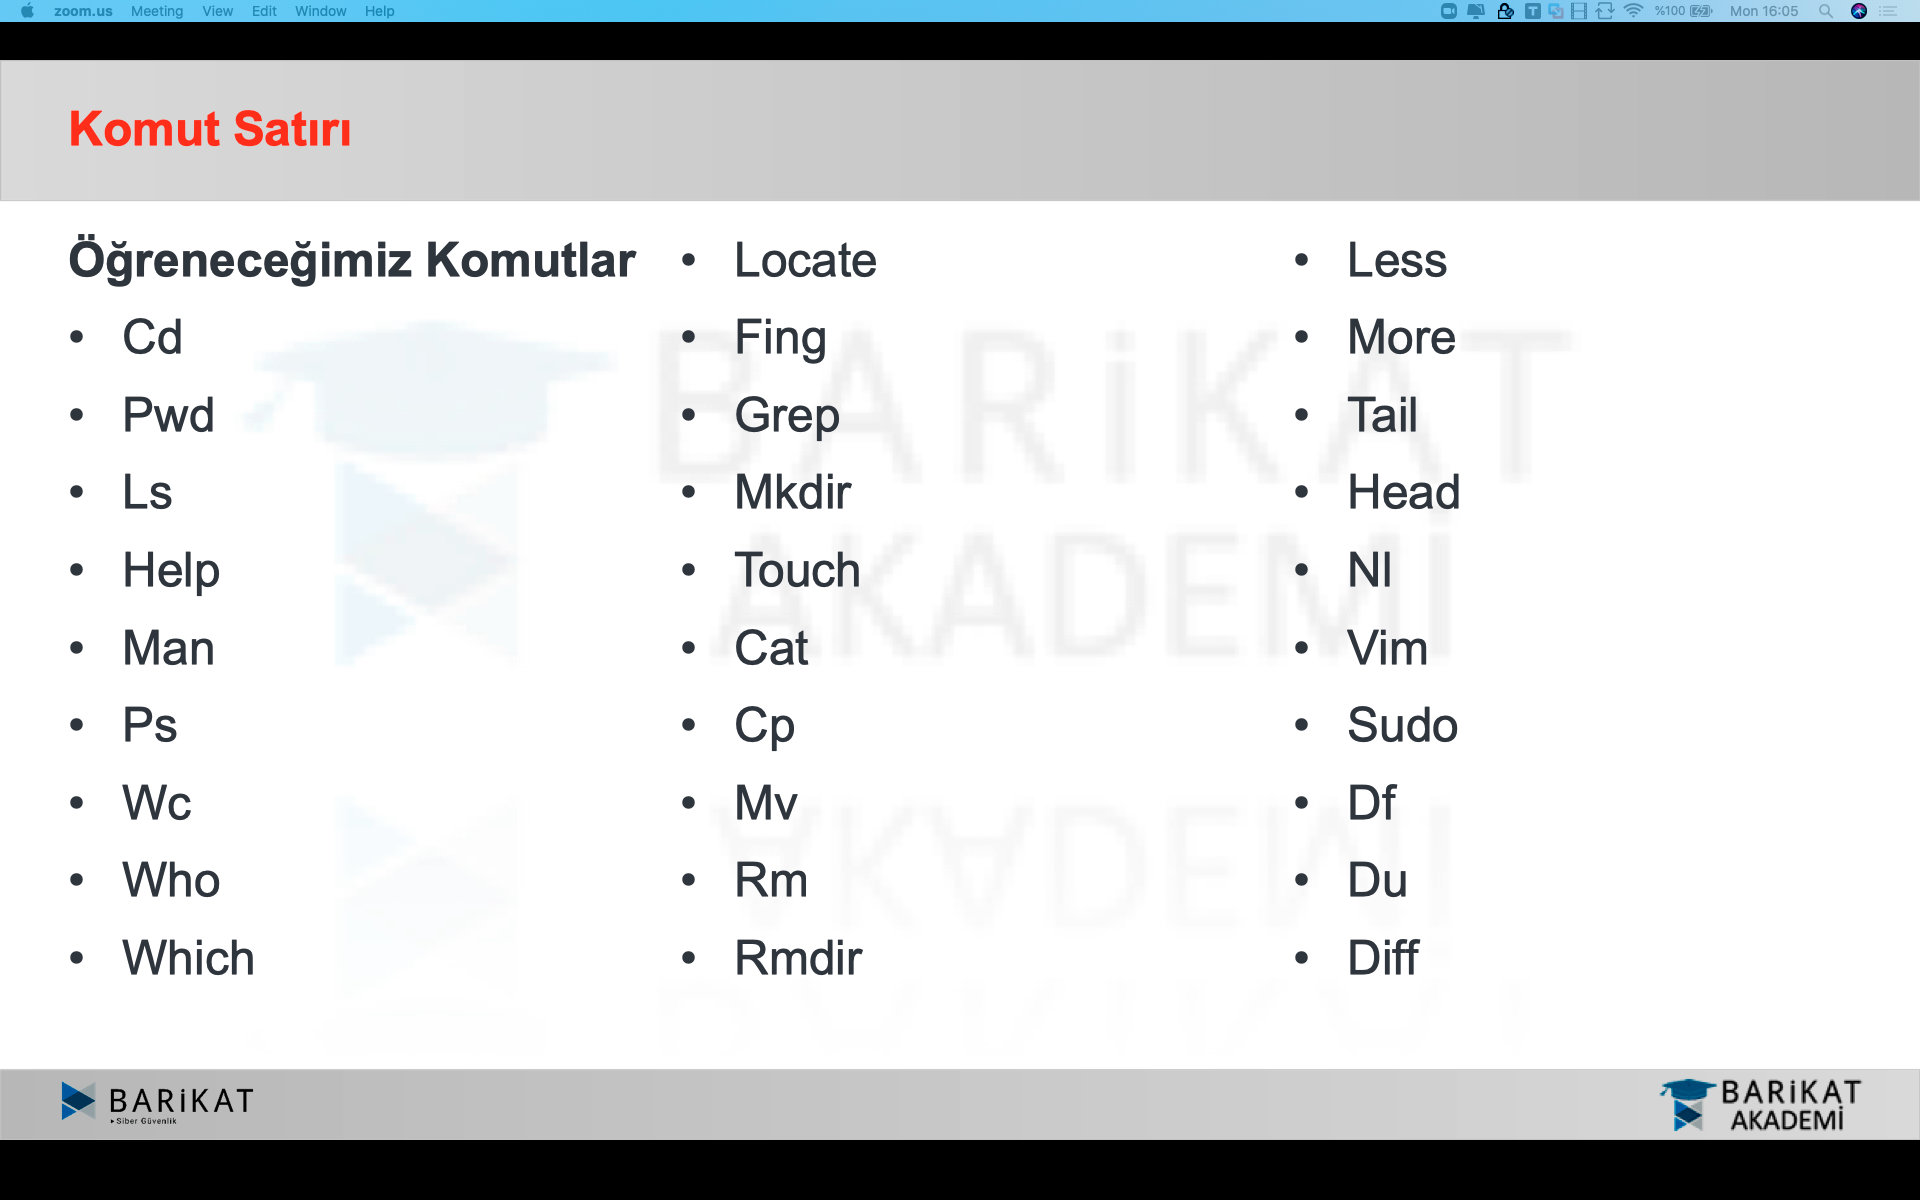 zoom.us Meeting View Edit Window Help
%100 Mon 16:05
Komut Satırı
Öğreneceğimiz Komutlar
• Cd
• Pwd
• Ls
• Help
• Man
• Ps
• Wc
• Who
• Which
• Locate
• Fing
• Grep
• Mkdir
• Touch
• Cat
• Cp
• Mv
• Rm
• Rmdir
• Less
• More
• Tail
• Head
• Nl
• Vim
• Sudo
• Df
• Du
• Diff
BARiKAT
AKADEMİ
BARiKAT
Siber Güvenlik
BARiKAT
AKADEMİ